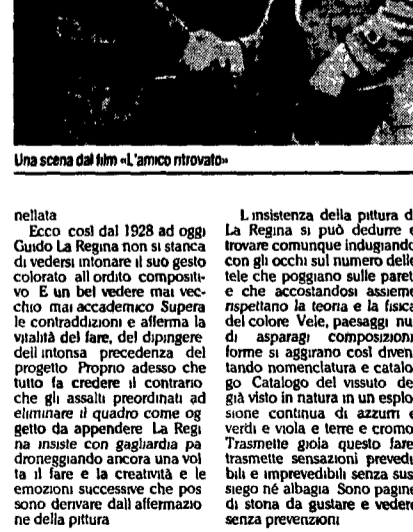 Una scena dal film «L'amico ritrovato»
nellata
Ecco così dal 1928 ad oggi
Guido La Regina non si stanca
di vedersi intonare il suo gesto
colorato all ordito compositi-
vo E un bel vedere mai vec-
chio mai accademico Supera
le contraddizioni e afferma la
vitalità del fare, del dipingere
dell intonsa precedenza del
progetto Proprio adesso che
tutto fa credere il contrario
che gli assalti preordinati ad
eliminare il quadro come og
getto da appendere La Regi
na insiste con gagliardia pa
droneggiando ancora una vol
ta il fare e la creatività e le
emozioni successive che pos
sono derivare dall affermazio
ne della pittura
L insistenza della pittura d
La Regina si può dedurre e
trovare comunque indugiando
con gli occhi sul numero delle
tele che poggiano sulle paret
e che accostandosi assieme
rispettano la teoria e la fisica
del colore Vele, paesaggi nu
di asparagi composizioni
forme si aggirano così diven
tando nomenclatura e catalo
go Catalogo del vissuto de
già visto in natura in un esplo
sione continua di azzurri e
verdi e viola e terre e cromo
Trasmette gioia questo fare
trasmette sensazioni prevedi
bili e imprevedibili senza sus
siego né albagia Sono pagine
di storia da gustare e vedere
senza prevenzioni